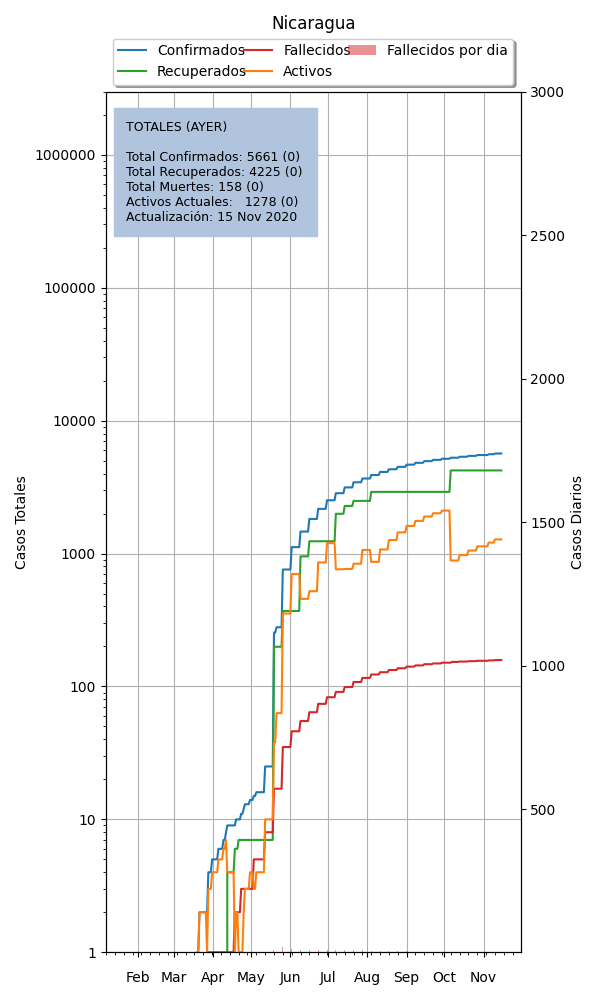 Nicaragua
Confirmados Fallecidos Fallecidos por dia
Recuperados Activos
TOTALES (AYER)
Total Confirmados: 5661 (0)
Total Recuperados: 4225 (0)
Total Muertes: 158 (0)
Activos Actuales: 1278 (0)
Actualización: 15 Nov 2020
1000000
100000
10000
1000
100
10
1
Casos Totales
3000
2500
2000
1500
1000
500
Casos Diarios
Feb Mar Apr May Jun Jul Aug Sep Oct Nov